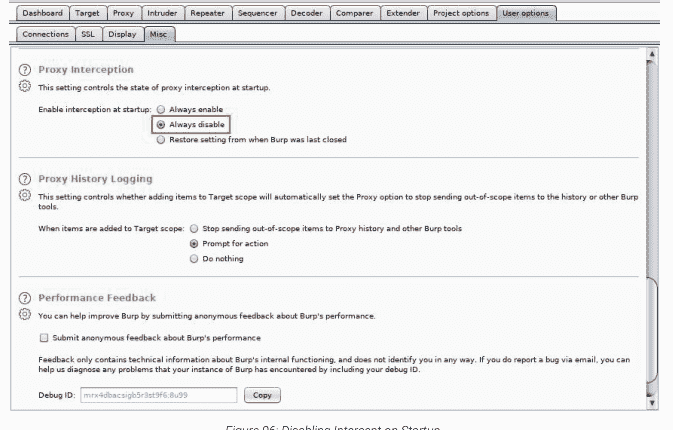 Dashboard Target Proxy Intruder Repeater Sequencer Decoder Comparer Extender Project options User options
Connections SSL Display Misc
Proxy Interception
This setting controls the state of proxy interception at startup.
Enable interception at startup: Always enable
Always disable
Restore setting from when Burp was last closed
Proxy History Logging
This setting controls whether adding items to Target scope will automatically set the Proxy option to stop sending out-of-scope items to the history or other Burp
tools.
When items are added to Target scope: Stop sending out-of-scope items to Proxy history and other Burp tools
Prompt for action
Do nothing
Performance Feedback
You can help improve Burp by submitting anonymous feedback about Burp's performance.
Submit anonymous feedback about Burp's performance
Feedback only contains technical information about Burp's internal functioning, and does not identify you in any way. If you do report a bug via email, you can
help us diagnose any problems that your instance of Burp has encountered by including your debug ID.
Debug ID: Copy
Figure 96: Disabling Intercept on Startup